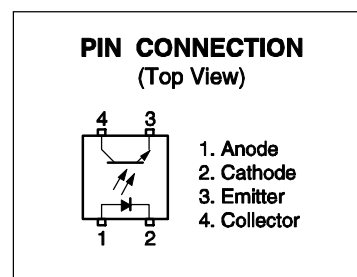 PIN CONNECTION
(Top View)
4 3
1. Anode
2. Cathode
3. Emitter
4. Collector
1 2